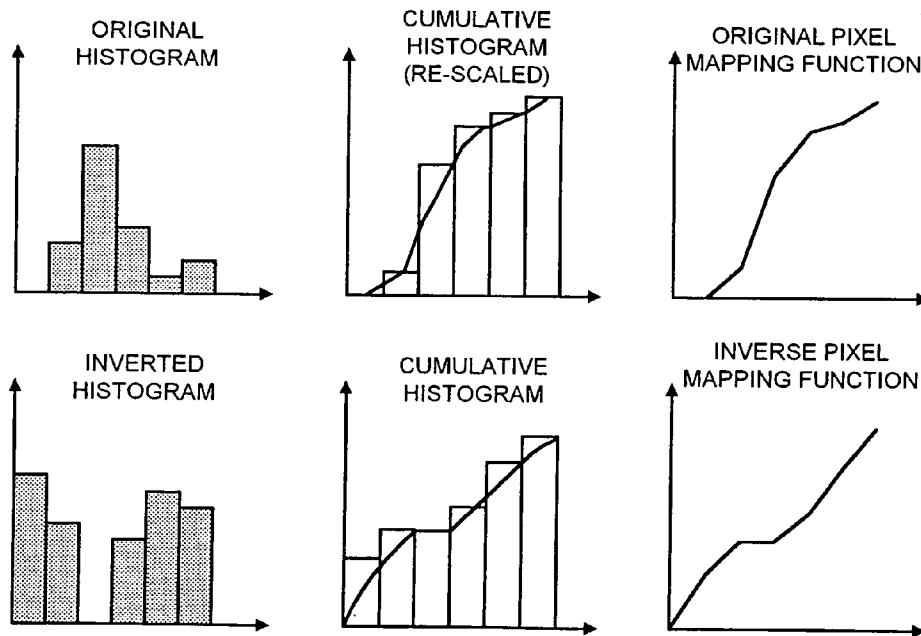 ORIGINAL
HISTOGRAM
CUMULATIVE
HISTOGRAM
(RE-SCALED)
ORIGINAL PIXEL
MAPPING FUNCTION
INVERTED
HISTOGRAM
CUMULATIVE
HISTOGRAM
INVERSE PIXEL
MAPPING FUNCTION